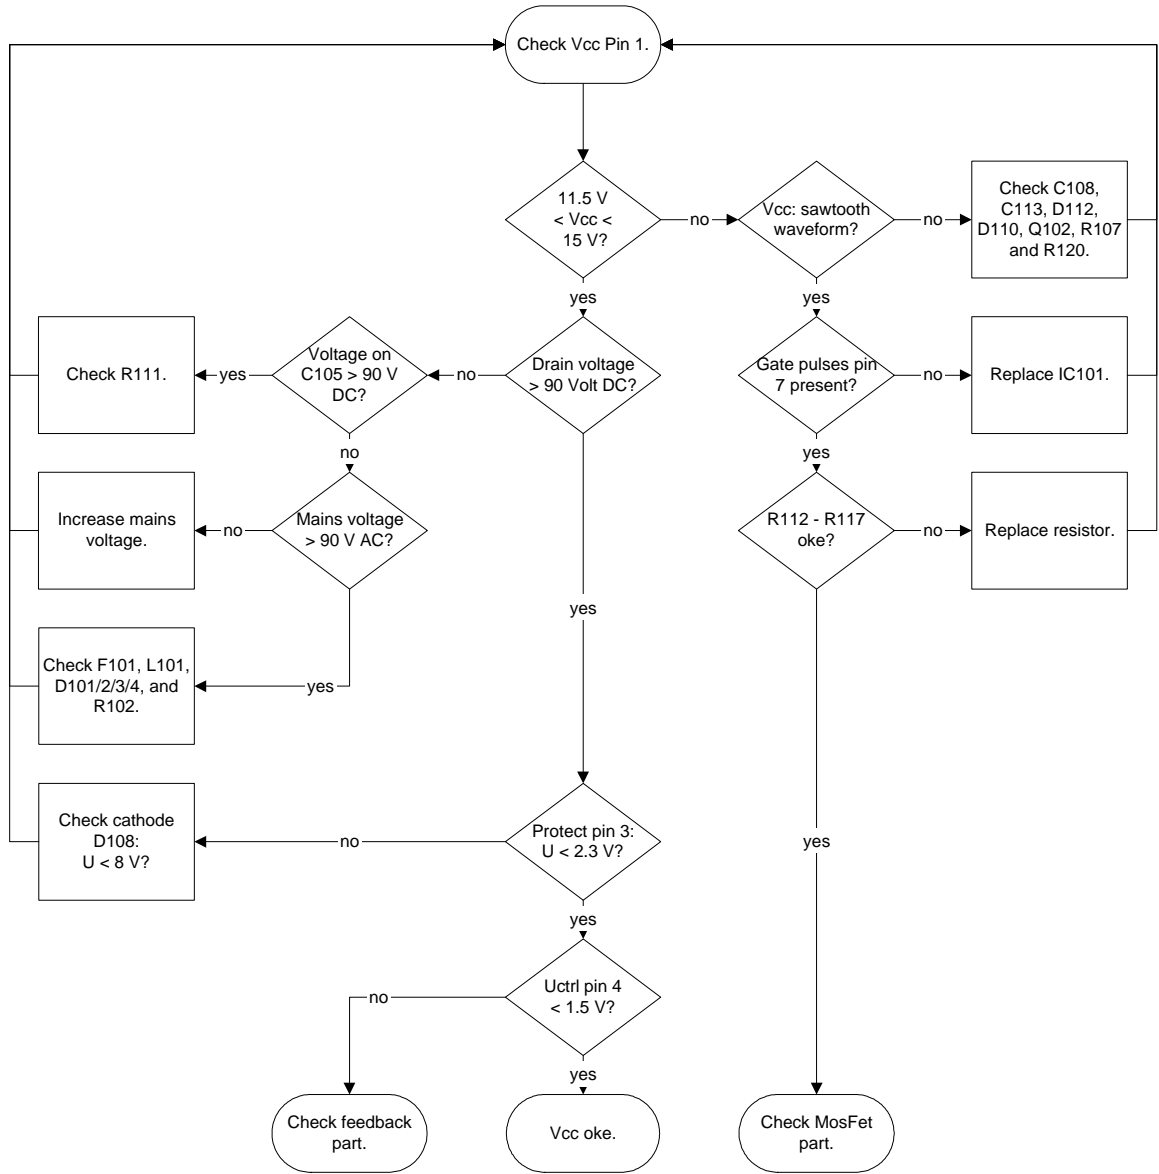 Check Vcc Pin 1.
11.5 V
< Vcc <
15 V?
no
Vcc: sawtooth
waveform?
no
Check C108,
C113, D112,
D110, Q102, R107
and R120.
yes
yes
Check R111.
yes
Voltage on
C105 > 90 V
DC?
no
Drain voltage
> 90 Volt DC?
Gate pulses pin
7 present?
no
Replace IC101.
no
yes
Increase mains
voltage.
no
Mains voltage
> 90 V AC?
R112 - R117
oke?
no
Replace resistor.
yes
Check F101, L101,
D101/2/3/4, and
R102.
yes
Check cathode
D108:
U < 8 V?
no
Protect pin 3:
U < 2.3 V?
yes
yes
Uctrl pin 4
< 1.5 V?
no
yes
Check feedback
part.
Vcc oke.
Check MosFet
part.